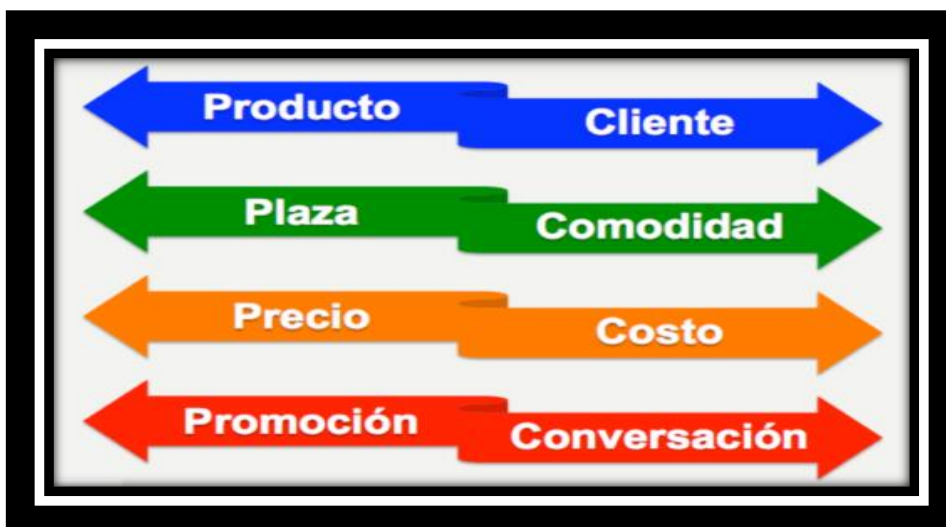 Producto
Cliente
Plaza
Comodidad
Precio
Costo
Promoción
Conversación